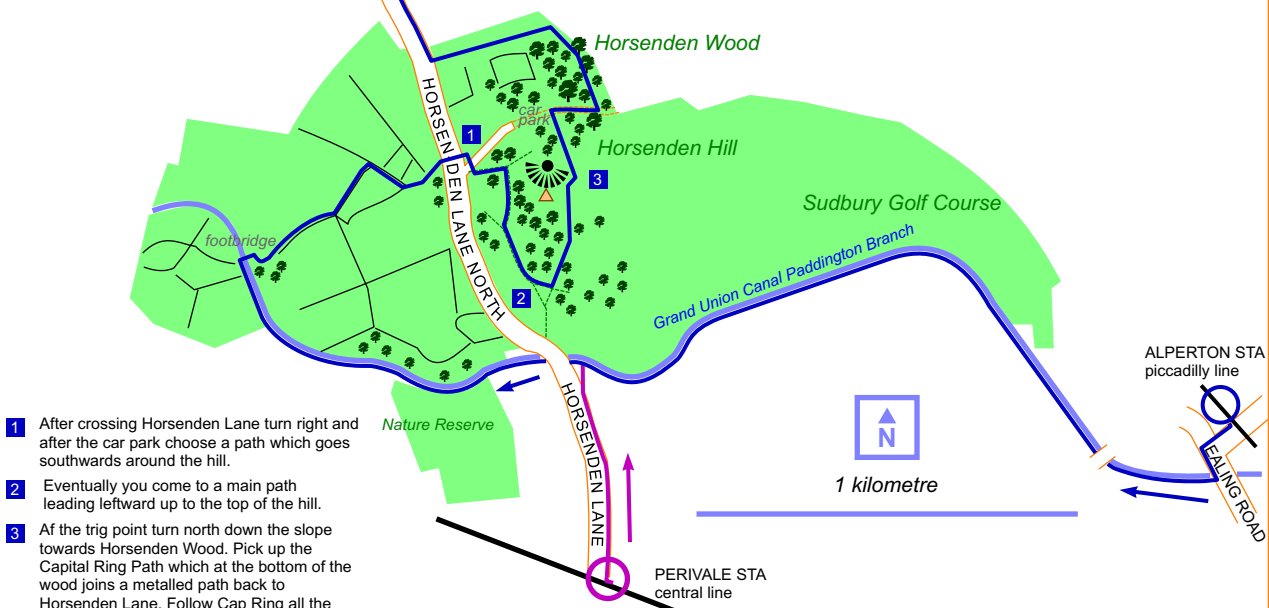 Horsenden Wood
HORSENDEN LANE NORTH
car
park
1
Horsenden Hill
3
Sudbury Golf Course
footbridge
Grand Union Canal Paddington Branch
2
ALPERTON STA
piccadilly line
N
1 kilometre
EALING ROAD
Nature Reserve
HORSENDEN LANE
PERIVALE STA
central line
1 After crossing Horsenden Lane turn right and
after the car park choose a path which goes
southwards around the hill.
2 Eventually you come to a main path
leading leftward up to the top of the hill.
3 Af the trig point turn north down the slope
towards Horsenden Wood. Pick up the
Capital Ring Path which at the bottom of the
wood joins a metalled path back to
Horsenden Lane. Follow Cap Ring all the